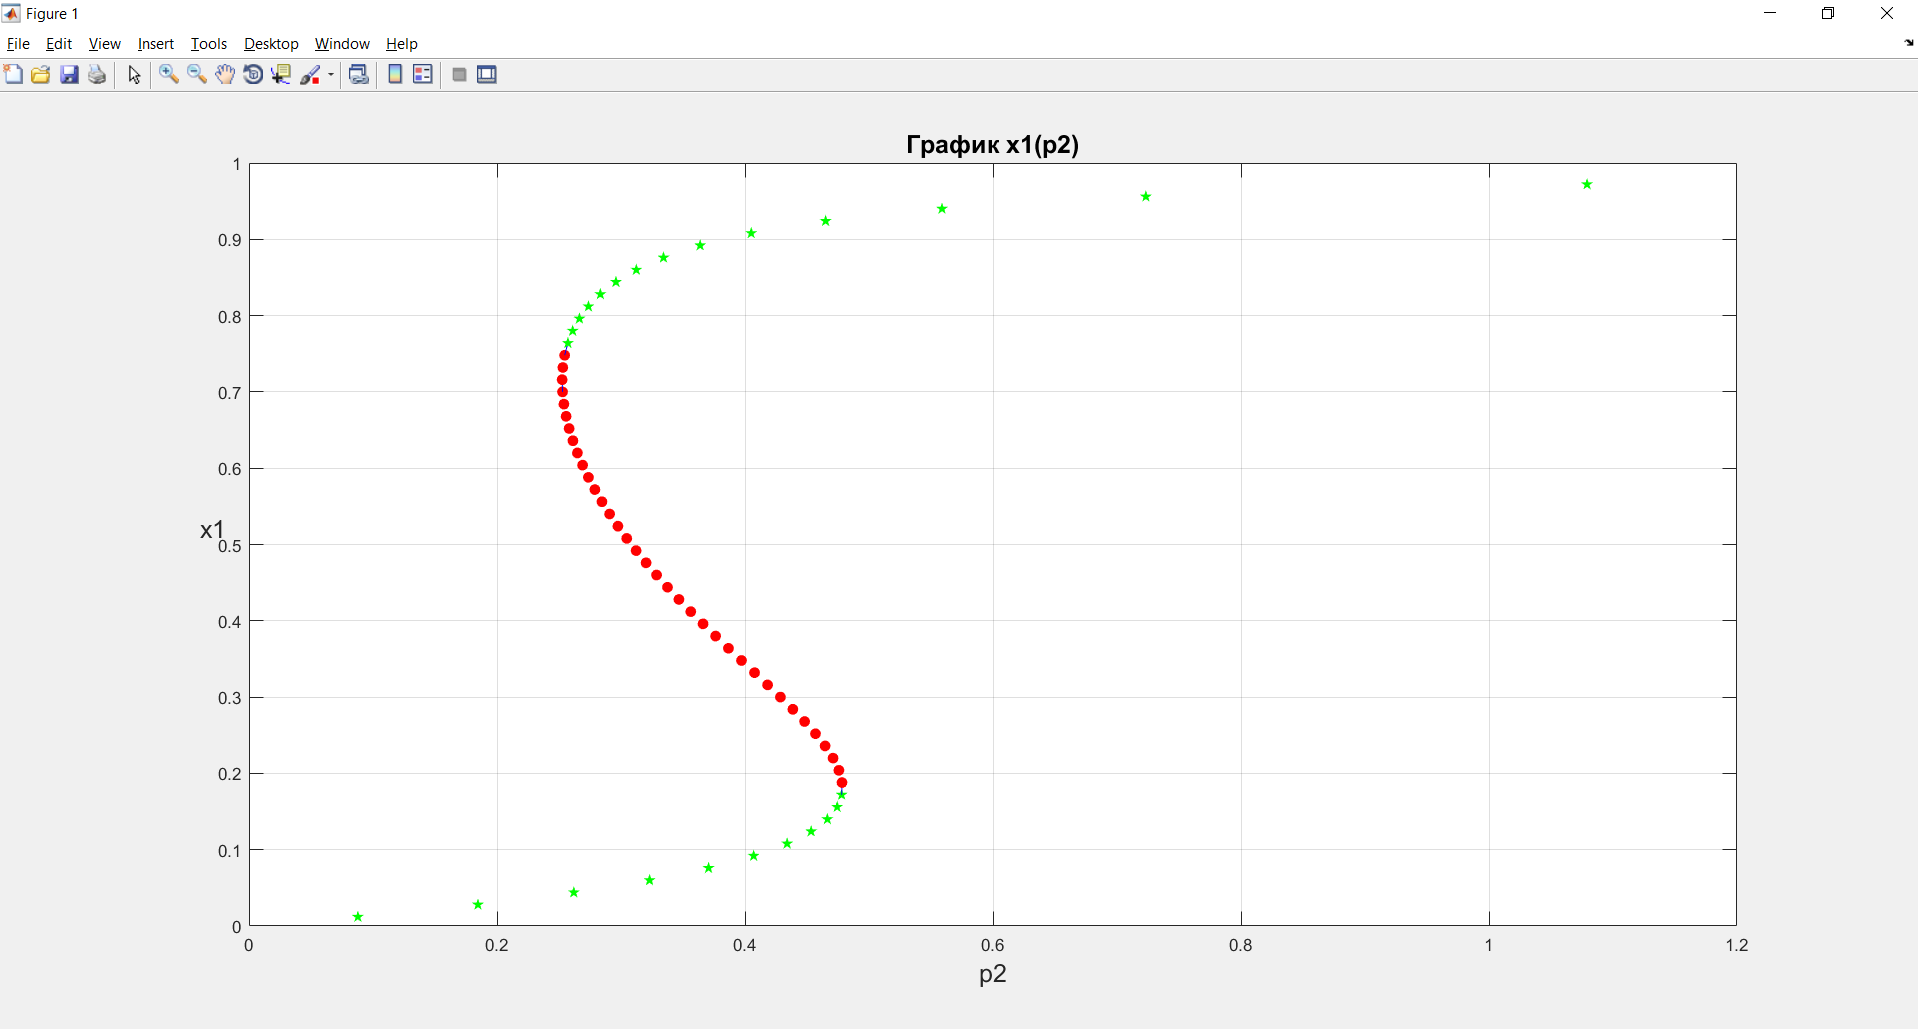 Figure 1
File Edit View Insert Tools Desktop Window Help
График x1(p2)
1
0.9
0.8
0.7
0.6
x1
0.5
0.4
0.3
0.2
0.1
0
0 0.2 0.4 0.6 0.8 1 1.2
p2